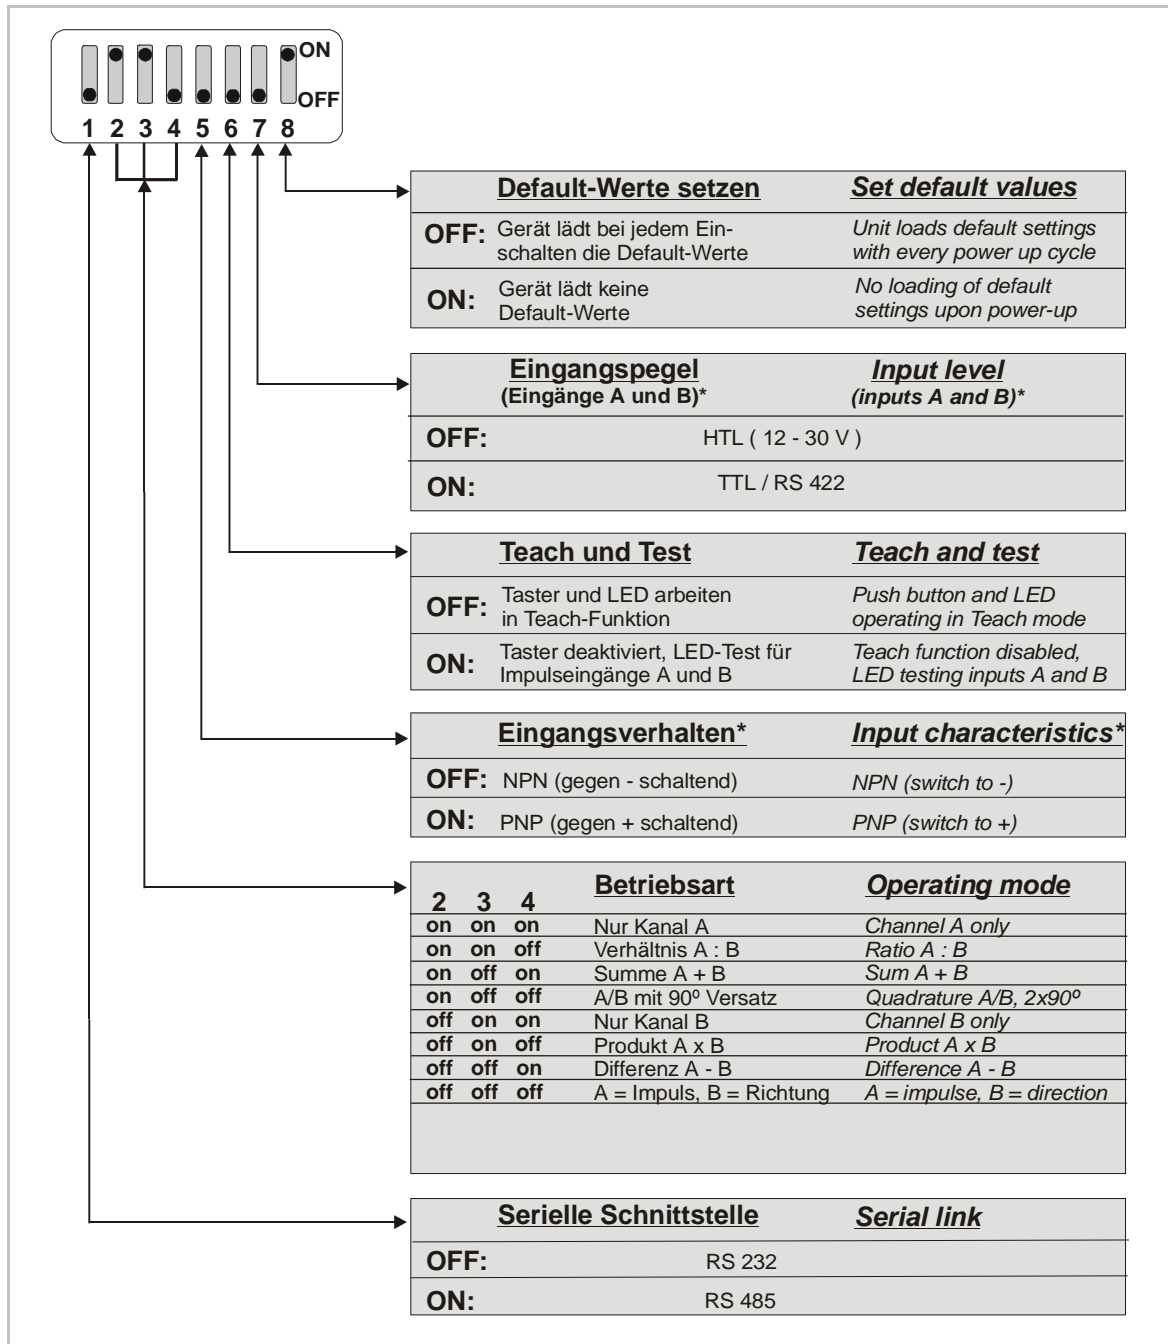 ON
OFF
1 2 3 4 5 6 7 8
Default-Werte setzen Set default values
OFF: Gerät lädt bei jedem Ein- Unit loads default settings
schalten die Default-Werte with every power up cycle
ON: Gerät lädt keine No loading of default
Default-Werte settings upon power-up
Eingangspegel Input level
(Eingänge A und B)* (inputs A and B)*
OFF: HTL ( 12 - 30 V )
ON: TTL / RS 422
Teach und Test Teach and test
OFF: Taster und LED arbeiten Push button and LED
in Teach-Funktion operating in Teach mode
ON: Taster deaktiviert, LED-Test für Teach function disabled,
Impulseingänge A und B LED testing inputs A and B
Eingangsverhalten* Input characteristics*
OFF: NPN (gegen - schaltend) NPN (switch to -)
ON: PNP (gegen + schaltend) PNP (switch to +)
2 3 4 Betriebsart Operating mode
on on on Nur Kanal A Channel A only
on on off Verhältnis A : B Ratio A : B
on off on Summe A + B Sum A + B
on off off A/B mit 90º Versatz Quadrature A/B, 2x90º
off on on Nur Kanal B Channel B only
off on off Produkt A x B Product A x B
off off on Differenz A - B Difference A - B
off off off A = Impuls, B = Richtung A = impulse, B = direction
Serielle Schnittstelle Serial link
OFF: RS 232
ON: RS 485